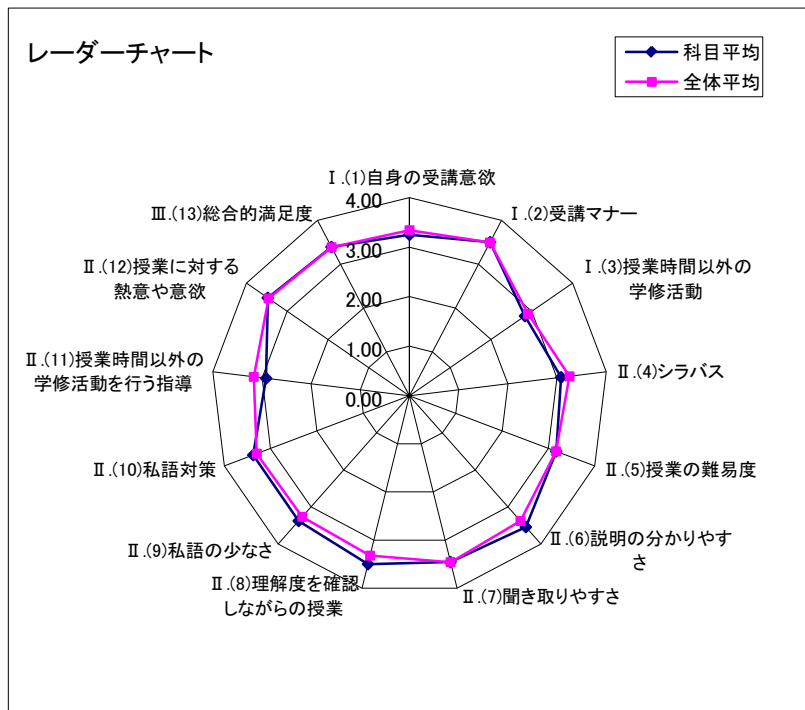 レーダーチャート
科目平均
全体平均
Ⅰ.(1)自身の受講意欲
Ⅰ.(2)受講マナー
Ⅰ.(3)授業時間以外の
学修活動
Ⅱ.(4)シラバス
Ⅱ.(5)授業の難易度
Ⅱ.(6)説明の分かりやす
さ
Ⅱ.(7)聞き取りやすさ
Ⅱ.(8)理解度を確認
しながらの授業
Ⅱ.(9)私語の少なさ
Ⅱ.(10)私語対策
Ⅱ.(11)授業時間以外の
学修活動を行う指導
Ⅱ.(12)授業に対する
熱意や意欲
Ⅲ.(13)総合的満足度
4.00
3.00
2.00
1.00
0.00